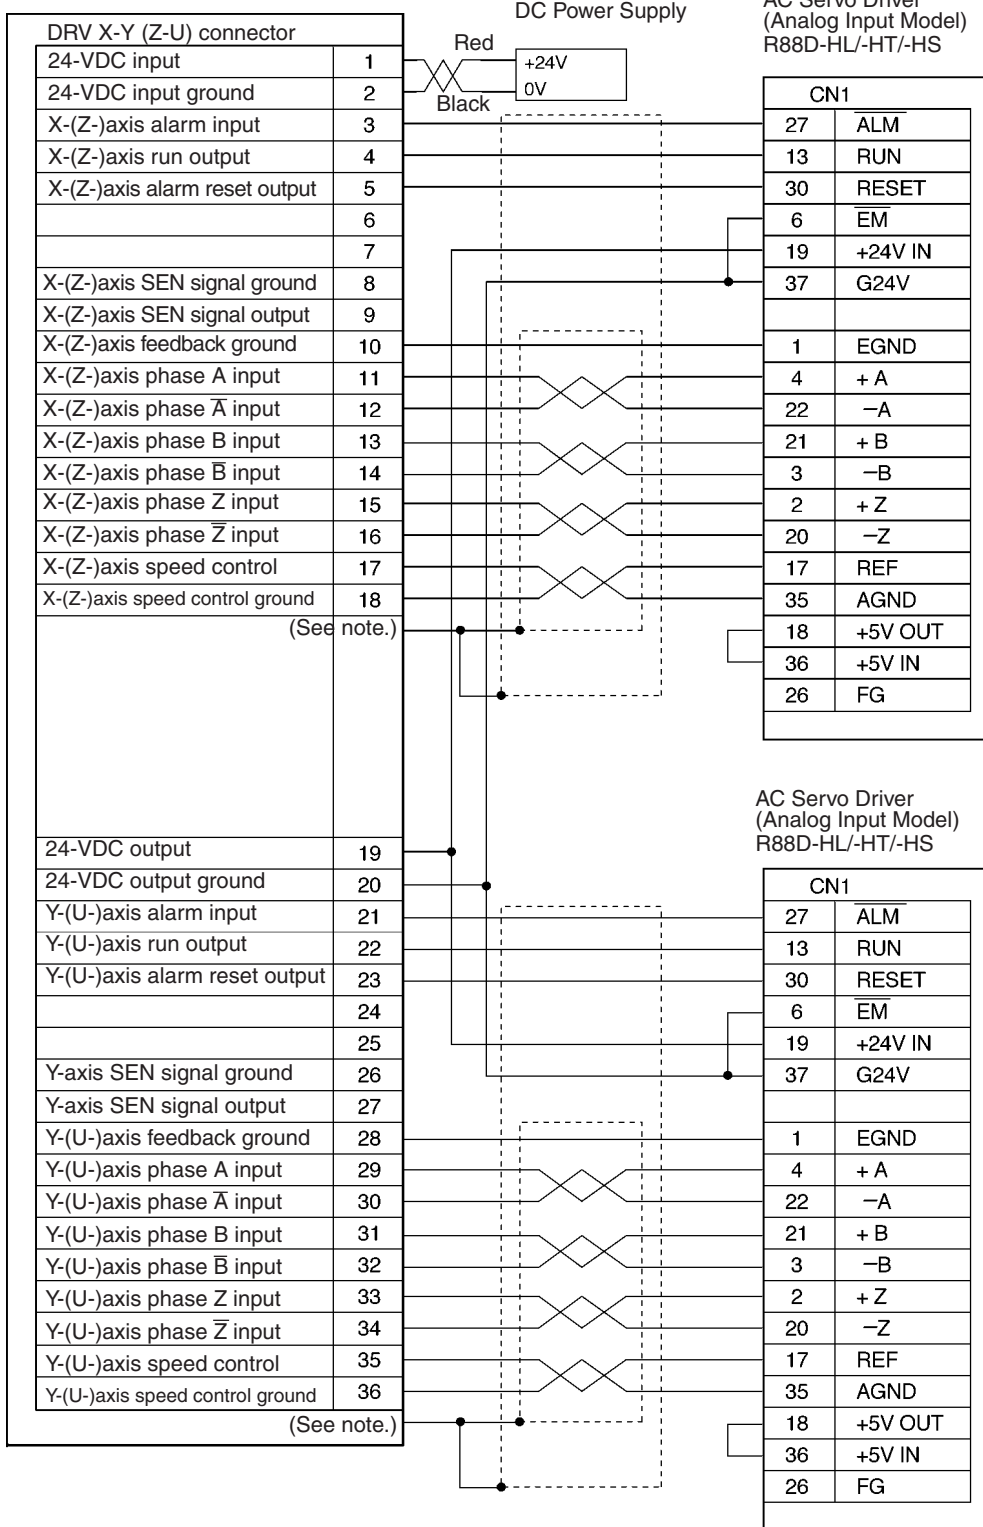 DC Power Supply
AC Servo Driver
(Analog Input Model)
R88D-HL/-HT/-HS
DRV X-Y (Z-U) connector
Red
Black
+24V
0V
24-VDC input 1
24-VDC input ground 2
X-(Z-)axis alarm input 3
X-(Z-)axis run output 4
X-(Z-)axis alarm reset output 5
6
7
X-(Z-)axis SEN signal ground 8
X-(Z-)axis SEN signal output 9
X-(Z-)axis feedback ground 10
X-(Z-)axis phase A input 11
X-(Z-)axis phase A̅ input 12
X-(Z-)axis phase B input 13
X-(Z-)axis phase B̅ input 14
X-(Z-)axis phase Z input 15
X-(Z-)axis phase Z̅ input 16
X-(Z-)axis speed control 17
X-(Z-)axis speed control ground 18
(See note.)
CN1
27 A̅L̅M̅
13 RUN
30 RESET
6 E̅M̅
19 +24V IN
37 G24V
1 EGND
4 +A
22 −A
21 +B
3 −B
2 +Z
20 −Z
17 REF
35 AGND
18 +5V OUT
36 +5V IN
26 FG
24-VDC output 19
24-VDC output ground 20
Y-(U-)axis alarm input 21
Y-(U-)axis run output 22
Y-(U-)axis alarm reset output 23
24
25
Y-axis SEN signal ground 26
Y-axis SEN signal output 27
Y-(U-)axis feedback ground 28
Y-(U-)axis phase A input 29
Y-(U-)axis phase A̅ input 30
Y-(U-)axis phase B input 31
Y-(U-)axis phase B̅ input 32
Y-(U-)axis phase Z input 33
Y-(U-)axis phase Z̅ input 34
Y-(U-)axis speed control 35
Y-(U-)axis speed control ground 36
(See note.)
AC Servo Driver
(Analog Input Model)
R88D-HL/-HT/-HS
CN1
27 A̅L̅M̅
13 RUN
30 RESET
6 E̅M̅
19 +24V IN
37 G24V
1 EGND
4 +A
22 −A
21 +B
3 −B
2 +Z
20 −Z
17 REF
35 AGND
18 +5V OUT
36 +5V IN
26 FG